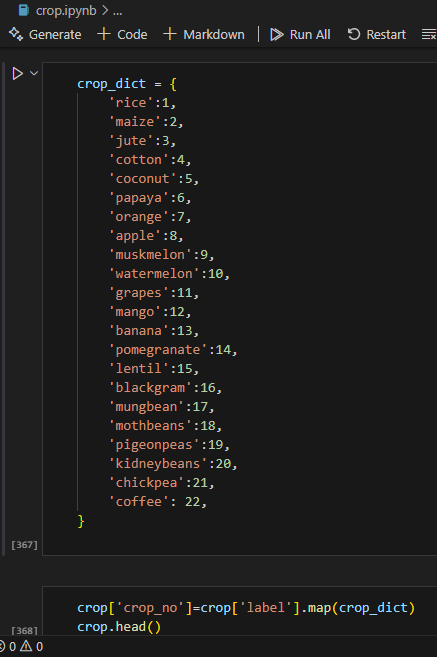 crop.ipynb > ...
Generate + Code + Markdown | Run All Restart
crop_dict = {
'rice':1,
'maize':2,
'jute':3,
'cotton':4,
'coconut':5,
'papaya':6,
'orange':7,
'apple':8,
'muskmelon':9,
'watermelon':10,
'grapes':11,
'mango':12,
'banana':13,
'pomegranate':14,
'lentil':15,
'blackgram':16,
'mungbean':17,
'mothbeans':18,
'pigeonpeas':19,
'kidneybeans':20,
'chickpea':21,
'coffee': 22,
}
[367]
crop['crop_no']=crop['label'].map(crop_dict)
crop.head()
[368]
0 0